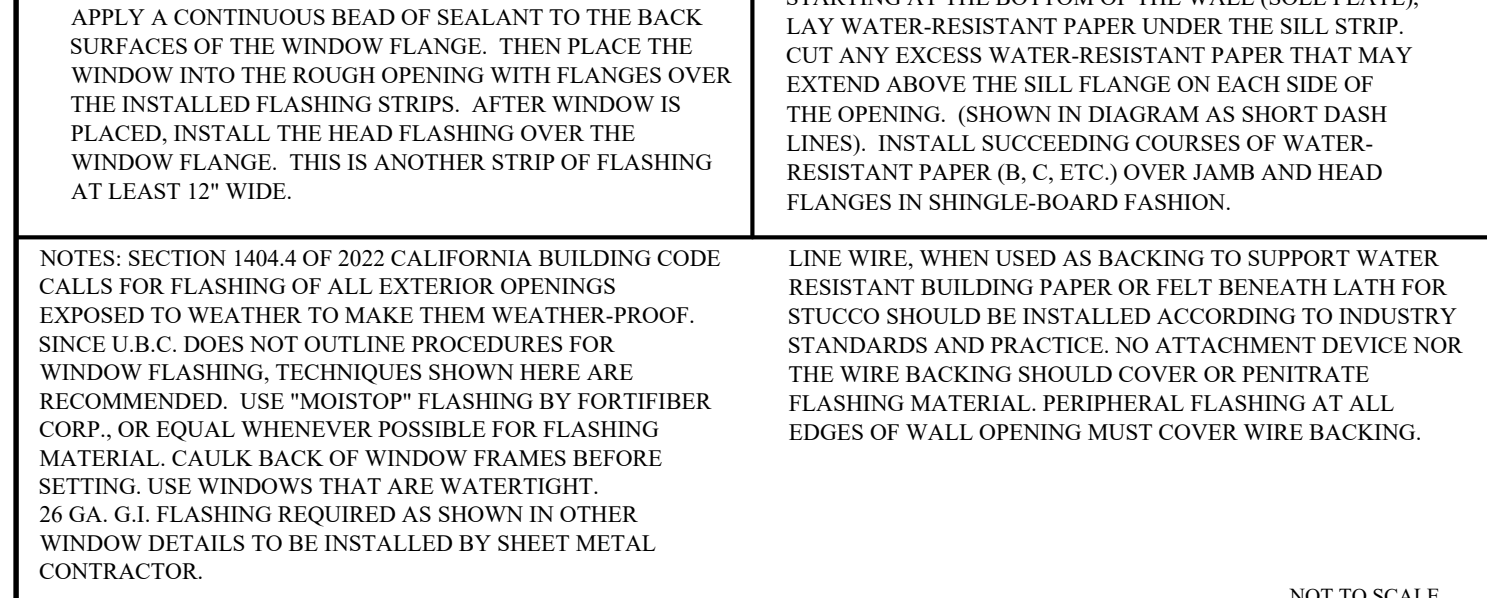 APPLY A CONTINUOUS BEAD OF SEALANT TO THE BACK
SURFACES OF THE WINDOW FLANGE. THEN PLACE THE
WINDOW INTO THE ROUGH OPENING WITH FLANGES OVER
THE INSTALLED FLASHING STRIPS. AFTER WINDOW IS
PLACED, INSTALL THE HEAD FLASHING OVER THE
WINDOW FLANGE. THIS IS ANOTHER STRIP OF FLASHING
AT LEAST 12" WIDE.
STARTING AT THE BOTTOM OF THE WALL (SOLE PLATE),
LAY WATER-RESISTANT PAPER UNDER THE SILL STRIP.
CUT ANY EXCESS WATER-RESISTANT PAPER THAT MAY
EXTEND ABOVE THE SILL FLANGE ON EACH SIDE OF
THE OPENING. (SHOWN IN DIAGRAM AS SHORT DASH
LINES). INSTALL SUCCEEDING COURSES OF WATER-
RESISTANT PAPER (B, C, ETC.) OVER JAMB AND HEAD
FLANGES IN SHINGLE-BOARD FASHION.
NOTES: SECTION 1404.4 OF 2022 CALIFORNIA BUILDING CODE
CALLS FOR FLASHING OF ALL EXTERIOR OPENINGS
EXPOSED TO WEATHER TO MAKE THEM WEATHER-PROOF.
SINCE U.B.C. DOES NOT OUTLINE PROCEDURES FOR
WINDOW FLASHING, TECHNIQUES SHOWN HERE ARE
RECOMMENDED. USE "MOISTOP" FLASHING BY FORTIFIBER
CORP., OR EQUAL WHENEVER POSSIBLE FOR FLASHING
MATERIAL. CAULK BACK OF WINDOW FRAMES BEFORE
SETTING. USE WINDOWS THAT ARE WATERTIGHT.
26 GA. G.I. FLASHING REQUIRED AS SHOWN IN OTHER
WINDOW DETAILS TO BE INSTALLED BY SHEET METAL
CONTRACTOR.
LINE WIRE, WHEN USED AS BACKING TO SUPPORT WATER
RESISTANT BUILDING PAPER OR FELT BENEATH LATH FOR
STUCCO SHOULD BE INSTALLED ACCORDING TO INDUSTRY
STANDARDS AND PRACTICE. NO ATTACHMENT DEVICE NOR
THE WIRE BACKING SHOULD COVER OR PENITRATE
FLASHING MATERIAL. PERIPHERAL FLASHING AT ALL
EDGES OF WALL OPENING MUST COVER WIRE BACKING.
NOT TO SCALE